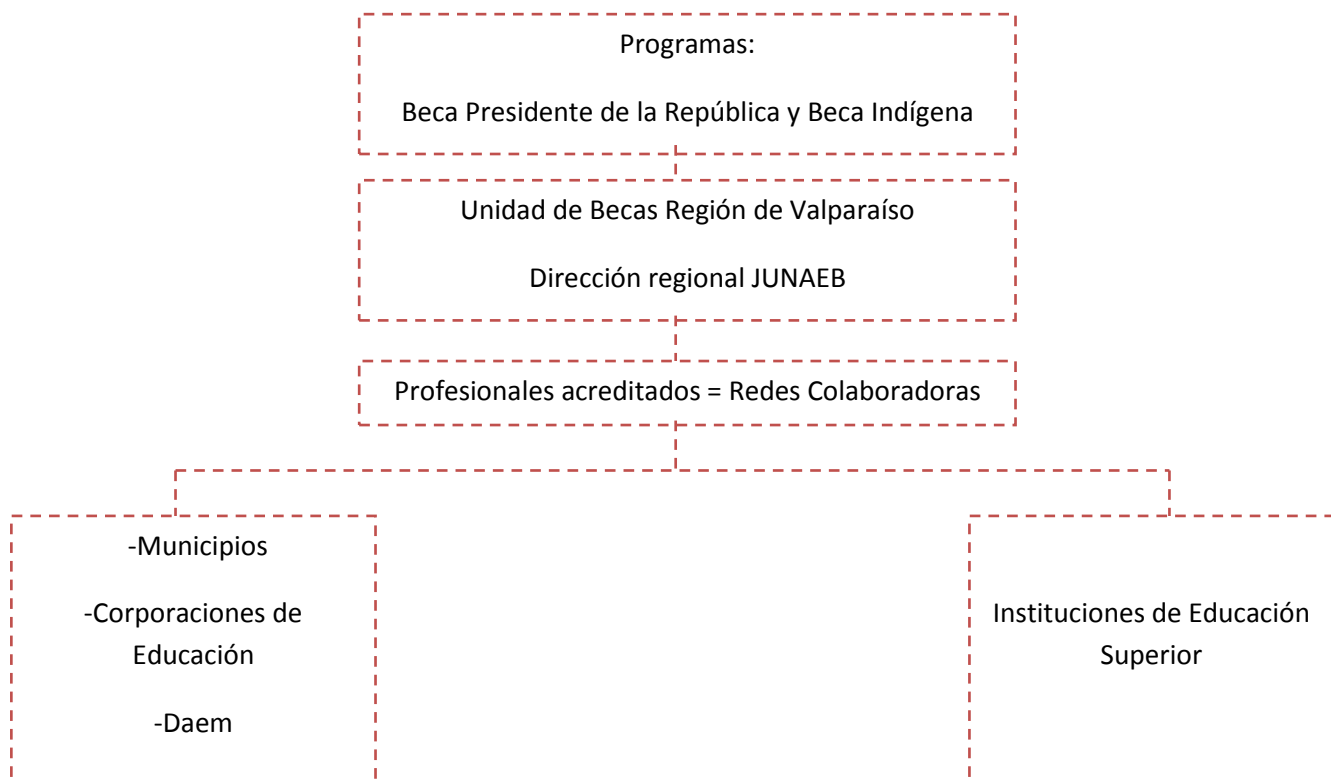 Programas:
Beca Presidente de la República y Beca Indígena
Unidad de Becas Región de Valparaíso
Dirección regional JUNAEB
Profesionales acreditados = Redes Colaboradoras
-Municipios
-Corporaciones de
Educación
-Daem
Instituciones de Educación
Superior